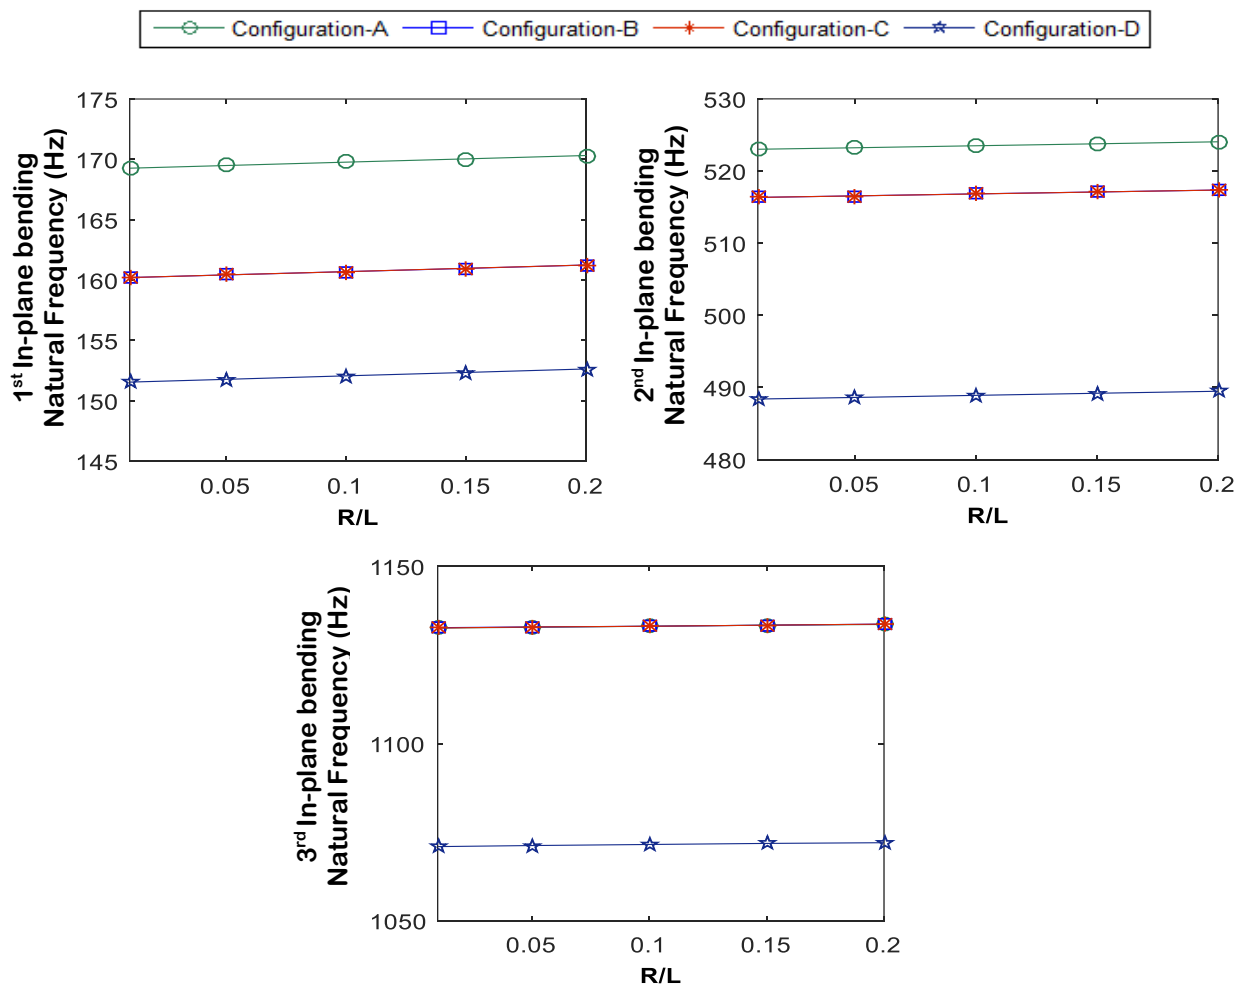 Configuration-A Configuration-B Configuration-C Configuration-D
1st In-plane bending
Natural Frequency (Hz)
175
170
165
160
155
150
145
0.05 0.1 0.15 0.2
R/L
2nd In-plane bending
Natural Frequency (Hz)
530
520
510
500
490
480
0.05 0.1 0.15 0.2
R/L
3rd In-plane bending
Natural Frequency (Hz)
1150
1100
1050
0.05 0.1 0.15 0.2
R/L